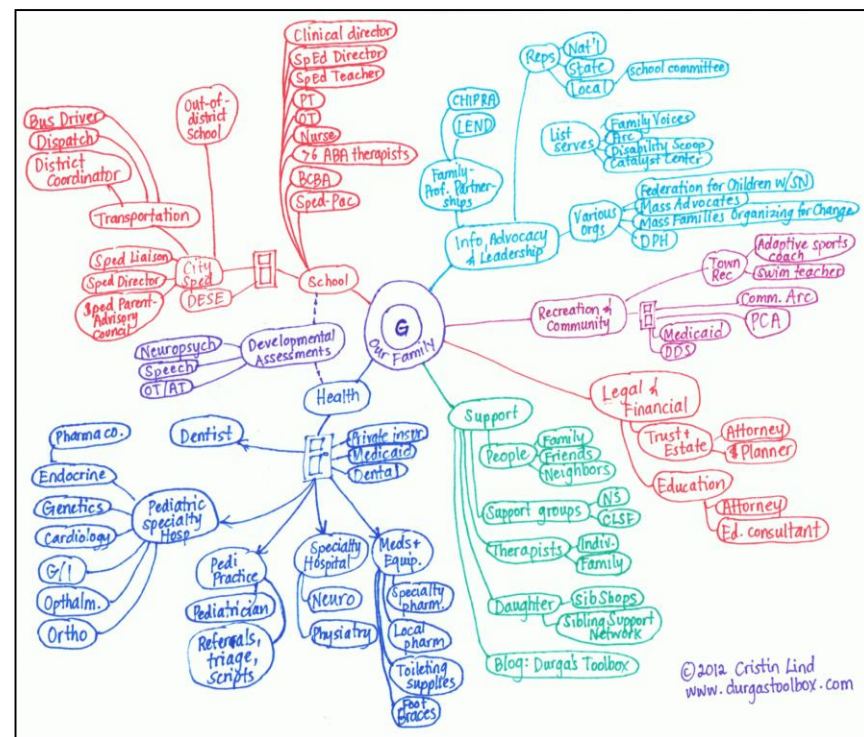 Clinical director
SpEd Director
SpEd Teacher
PT
OT
Nurse
>6 ABA therapists
BCBA
Sped-Pac
Out-of-
district
School
Bus Driver
Dispatch
District
Coordinator
Transportation
Sped Liaison
Sped Director
Sped Parent-
Advisory
Council
City
Sped
DESE
School
CHIPRA
LEND
Family-
Prof. Partner-
ships
Reps
Nat'l
State
Local
school committee
List
serves
Family Voices
Arc
Disability Scoop
Catalyst Center
Various
orgs
Federation for Children w/SN
Mass Advocates
Mass Families Organizing for Change
DPH
Info, Advocacy
& Leadership
G
Our Family
Recreation &
Community
Town
Rec
Adaptive sports
coach
Swim teacher
Comm. Arc
PCA
Medicaid
DDS
Neuropsych
Speech
OT/AT
Developmental
Assessments
Health
Dentist
Private insur
Medicaid
Dental
Pharma co.
Endocrine
Genetics
Cardiology
G/I
Opthalm.
Ortho
Pediatric
specialty
Hosp
Pedi
Practice
Pediatrician
Referrals,
triage,
scripts
Specialty
Hospital
Neuro
Physiatry
Meds +
Equip.
Specialty
pharm.
Local
pharm
Toileting
supplies
Foot
Braces
Support
People
Family
Friends
Neighbors
Support groups
NS
CLSF
Therapists
Indiv.
Family
Daughter
SibShops
Sibling Support
Network
Blog: Durga's Toolbox
Legal &
Financial
Trust +
Estate
Attorney
$ Planner
Education
Attorney
Ed. consultant
©2012 Cristin Lind
www.durgastoolbox.com